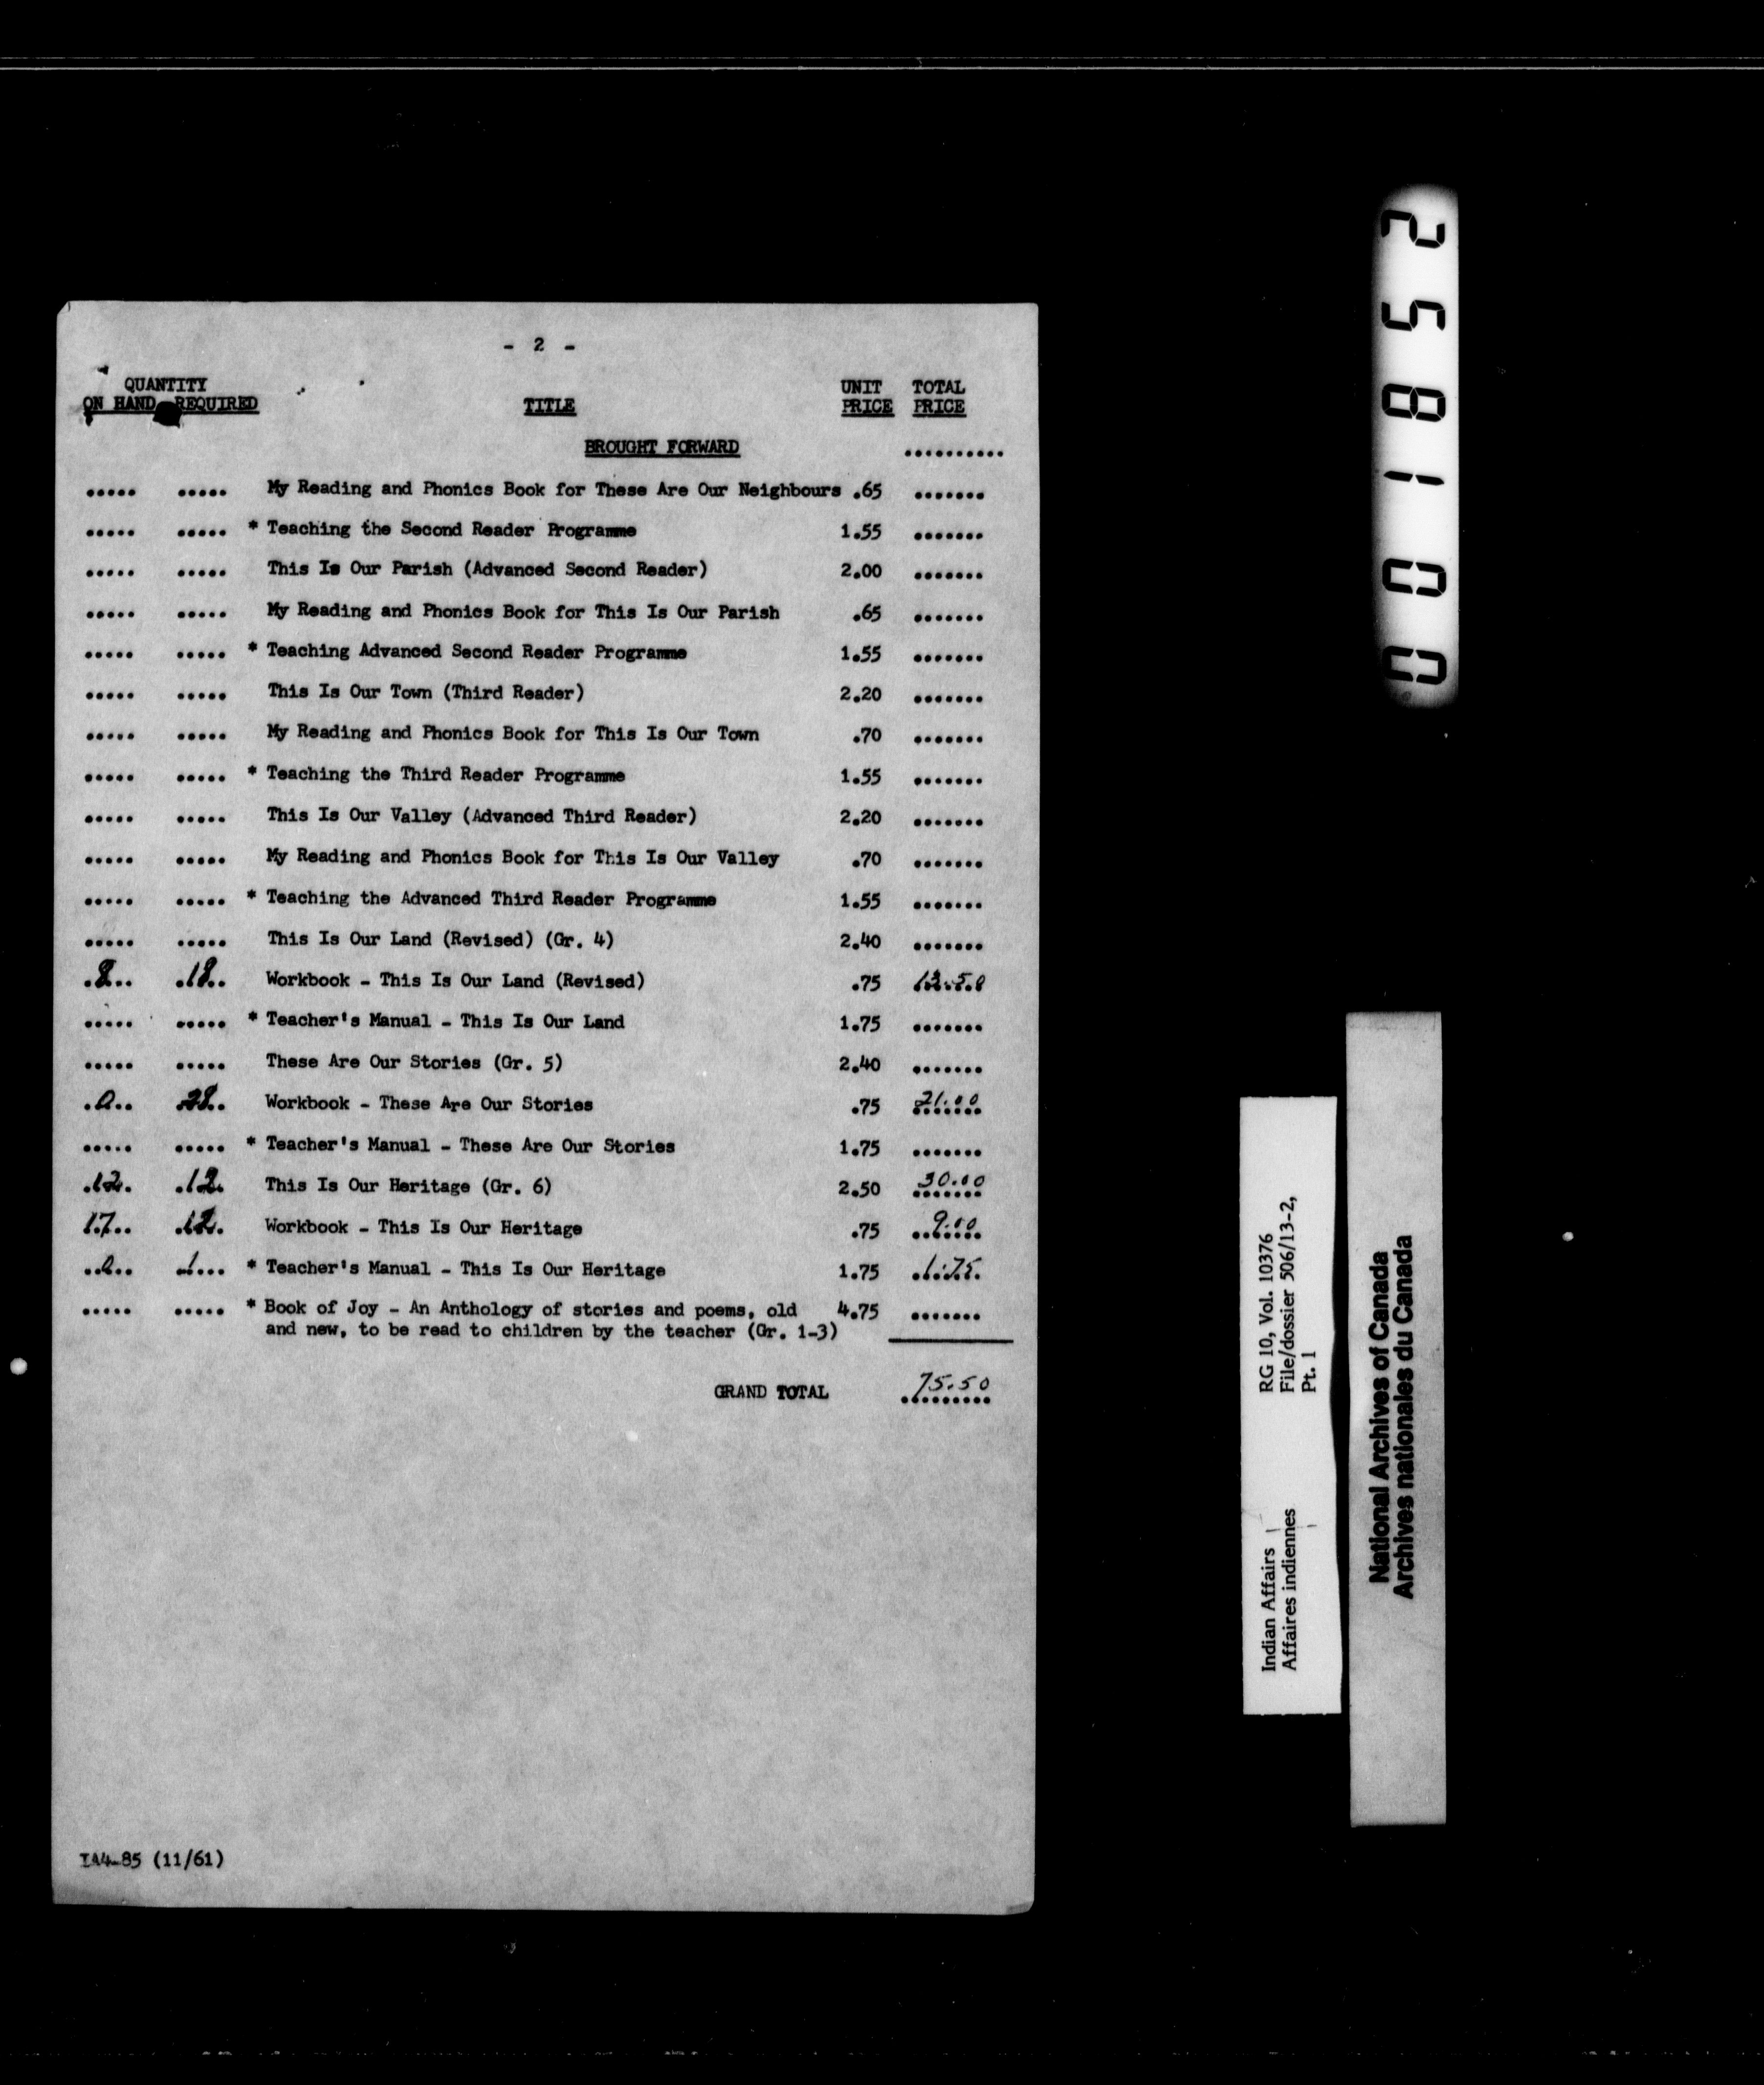 - 2 -
QUANTITY UNIT TOTAL
ON HAND REQUIRED TITLE PRICE PRICE
BROUGHT FORWARD ..........
..... ..... My Reading and Phonics Book for These Are Our Neighbours .65 .......
..... ..... * Teaching the Second Reader Programme 1.55 .......
..... ..... This Is Our Parish (Advanced Second Reader) 2.00 .......
..... ..... My Reading and Phonics Book for This Is Our Parish .65 .......
..... ..... * Teaching Advanced Second Reader Programme 1.55 .......
..... ..... This Is Our Town (Third Reader) 2.20 .......
..... ..... My Reading and Phonics Book for This Is Our Town .70 .......
..... ..... * Teaching the Third Reader Programme 1.55 .......
..... ..... This Is Our Valley (Advanced Third Reader) 2.20 .......
..... ..... My Reading and Phonics Book for This Is Our Valley .70 .......
..... ..... * Teaching the Advanced Third Reader Programme 1.55 .......
..... ..... This Is Our Land (Revised) (Gr. 4) 2.40 .......
8 18 Workbook - This Is Our Land (Revised) .75 13.50
..... ..... * Teacher's Manual - This Is Our Land 1.75 .......
..... ..... These Are Our Stories (Gr. 5) 2.40 .......
0 28 Workbook - These Are Our Stories .75 21.00
..... ..... * Teacher's Manual - These Are Our Stories 1.75 .......
12 12 This Is Our Heritage (Gr. 6) 2.50 30.00
17 12 Workbook - This Is Our Heritage .75 9.00
0 1 * Teacher's Manual - This Is Our Heritage 1.75 1.75
..... ..... * Book of Joy - An Anthology of stories and poems, old 4.75 .......
and new, to be read to children by the teacher (Gr. 1-3)
GRAND TOTAL 75.50
IA4-85 (11/61)
001852
Indian Affairs RG 10, Vol. 10376
Affaires indiennes File/dossier 506/13-2,
Pt. 1
National Archives of Canada
Archives nationales du Canada